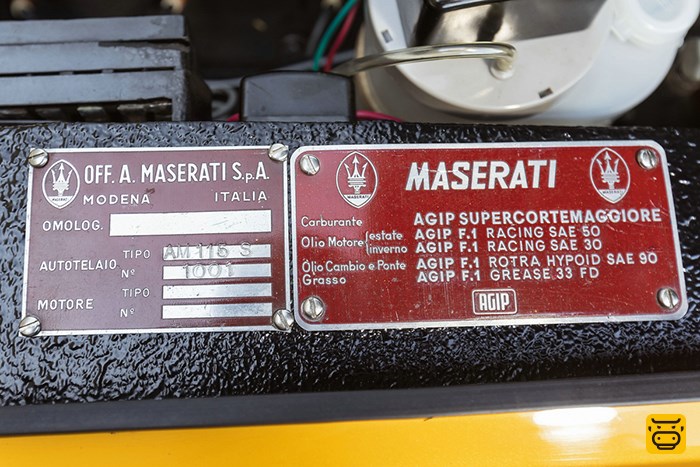 OFF. A. MASERATI S.p.A.
MODENA ITALIA
OMOLOG.
AUTOTELAIO TIPO AM 115 S
Nº 1001
MOTORE TIPO
Nº
MASERATI
Carburante AGIP SUPERCORTEMAGGIORE
Olio Motore estate AGIP F.1 RACING SAE 50
inverno AGIP F.1 RACING SAE 30
Olio Cambio e Ponte AGIP F.1 ROTRA HYPOID SAE 90
Grasso AGIP F.1 GREASE 33 FD
AGIP